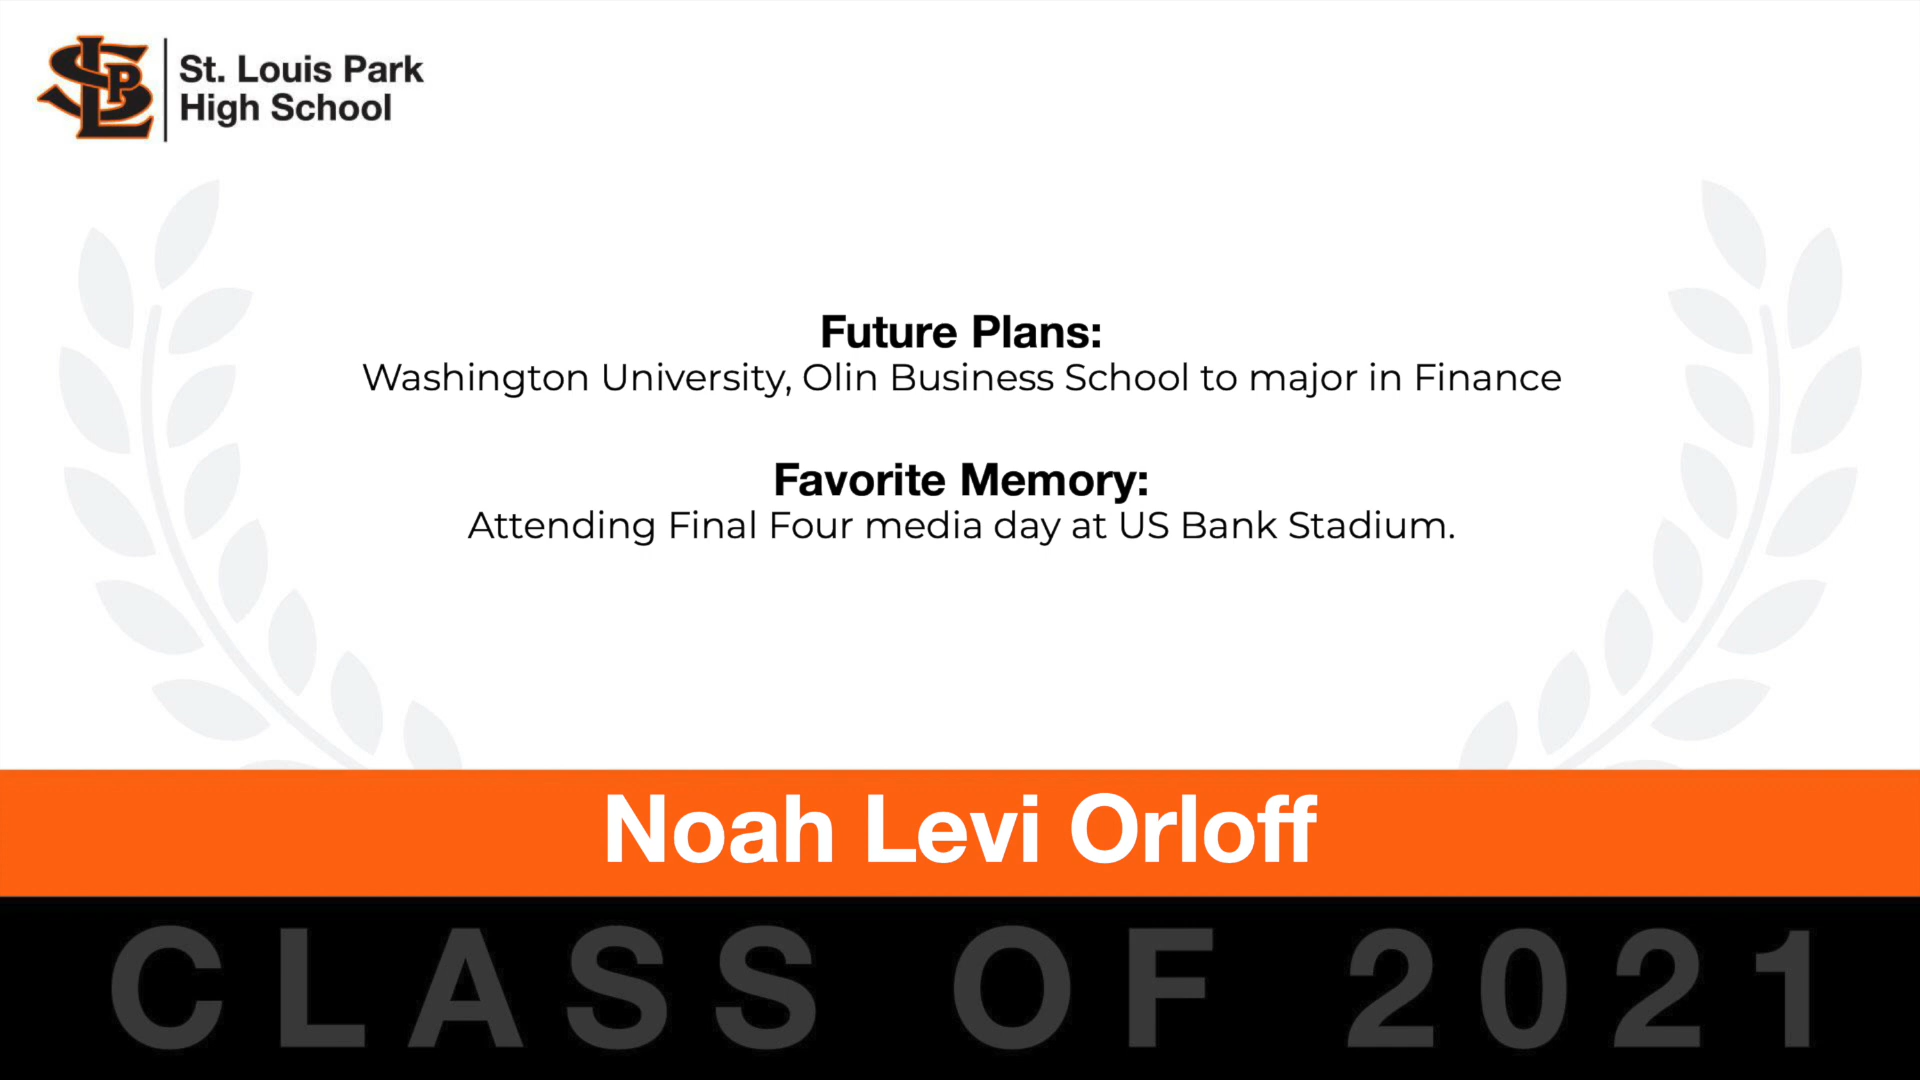 SLP
St. Louis Park
High School
Future Plans:
Washington University, Olin Business School to major in Finance
Favorite Memory:
Attending Final Four media day at US Bank Stadium.
Noah Levi Orloff
CLASS OF 2021